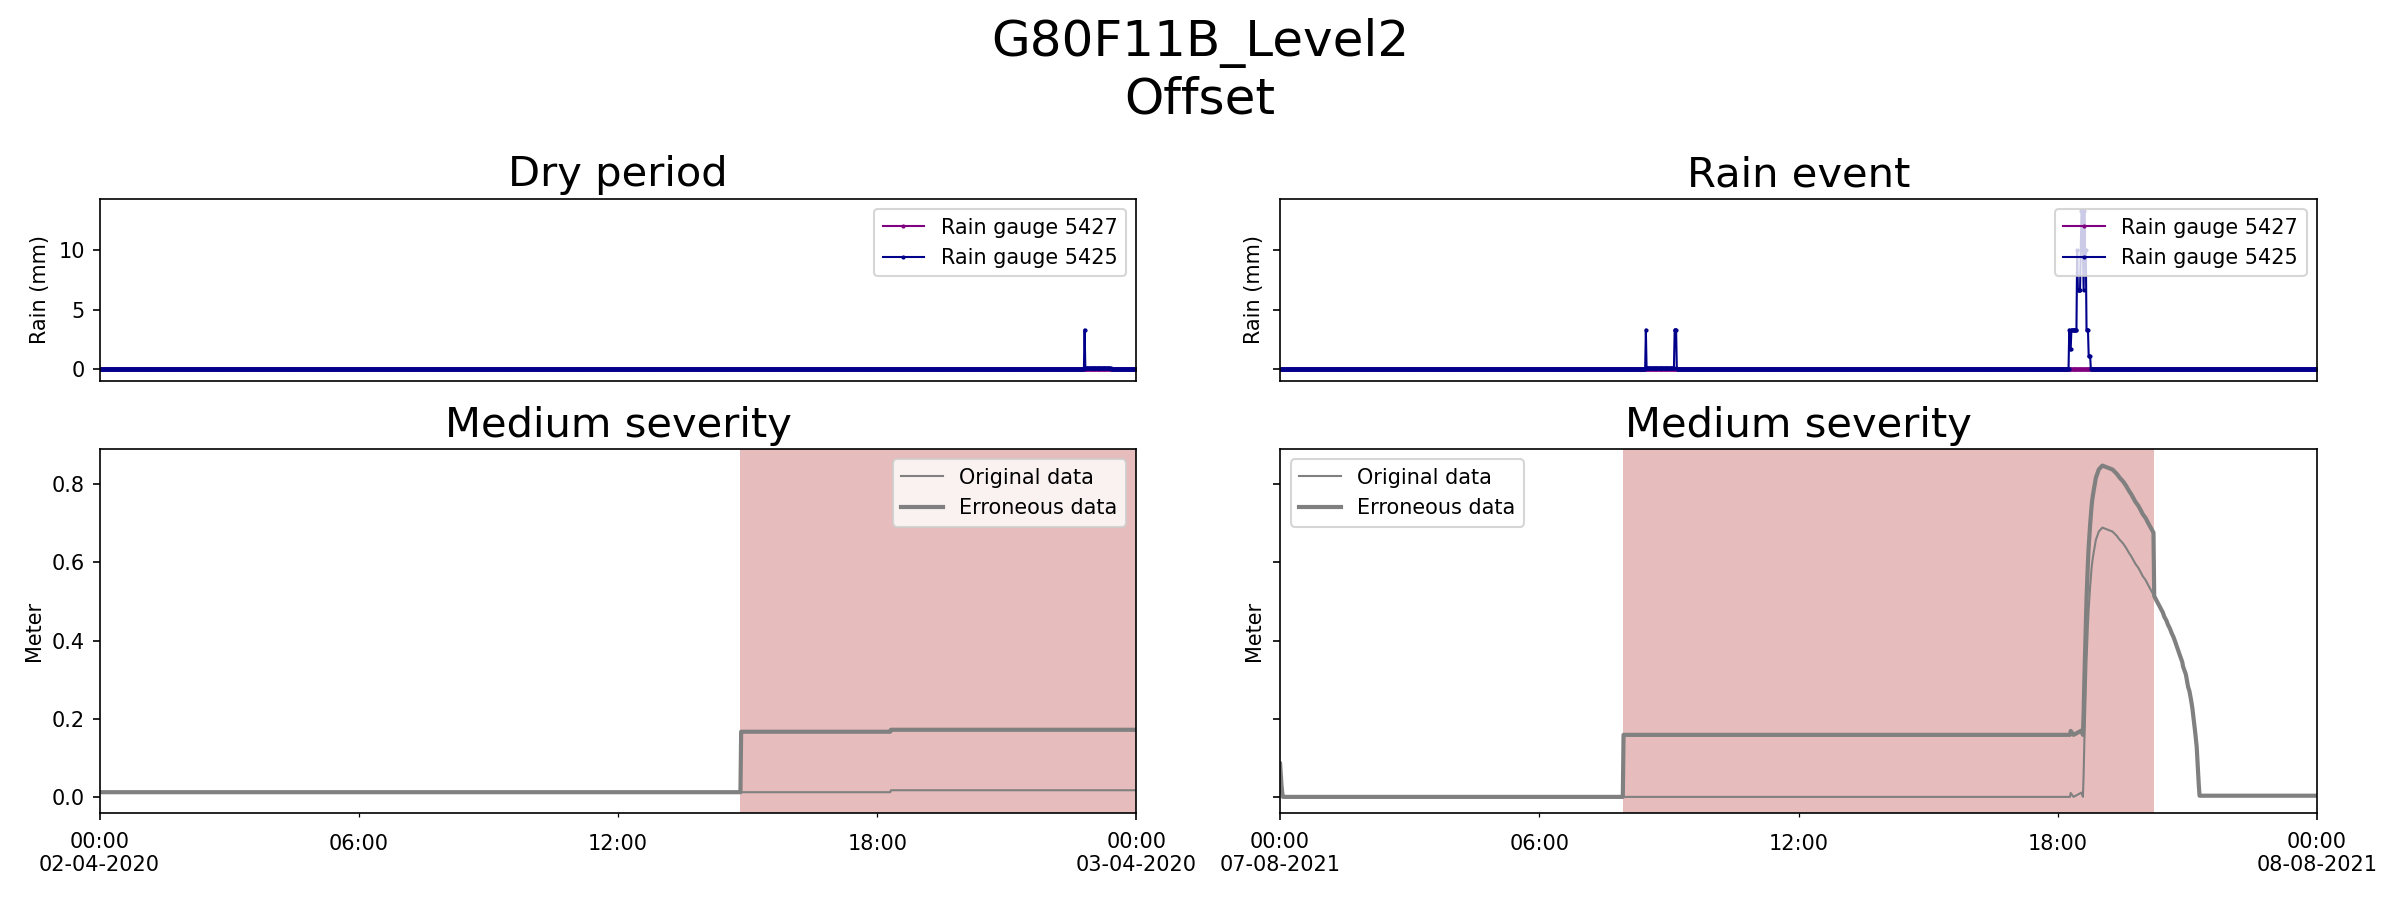 G80F11B_Level2
Offset
Dry period
Rain (mm)
10
5
0
Rain gauge 5427
Rain gauge 5425
Rain event
Rain (mm)
Rain gauge 5427
Rain gauge 5425
Medium severity
Meter
0.8
0.6
0.4
0.2
0.0
Original data
Erroneous data
00:00
02-04-2020
06:00
12:00
18:00
00:00
03-04-2020
Medium severity
Meter
Original data
Erroneous data
00:00
07-08-2021
06:00
12:00
18:00
00:00
08-08-2021